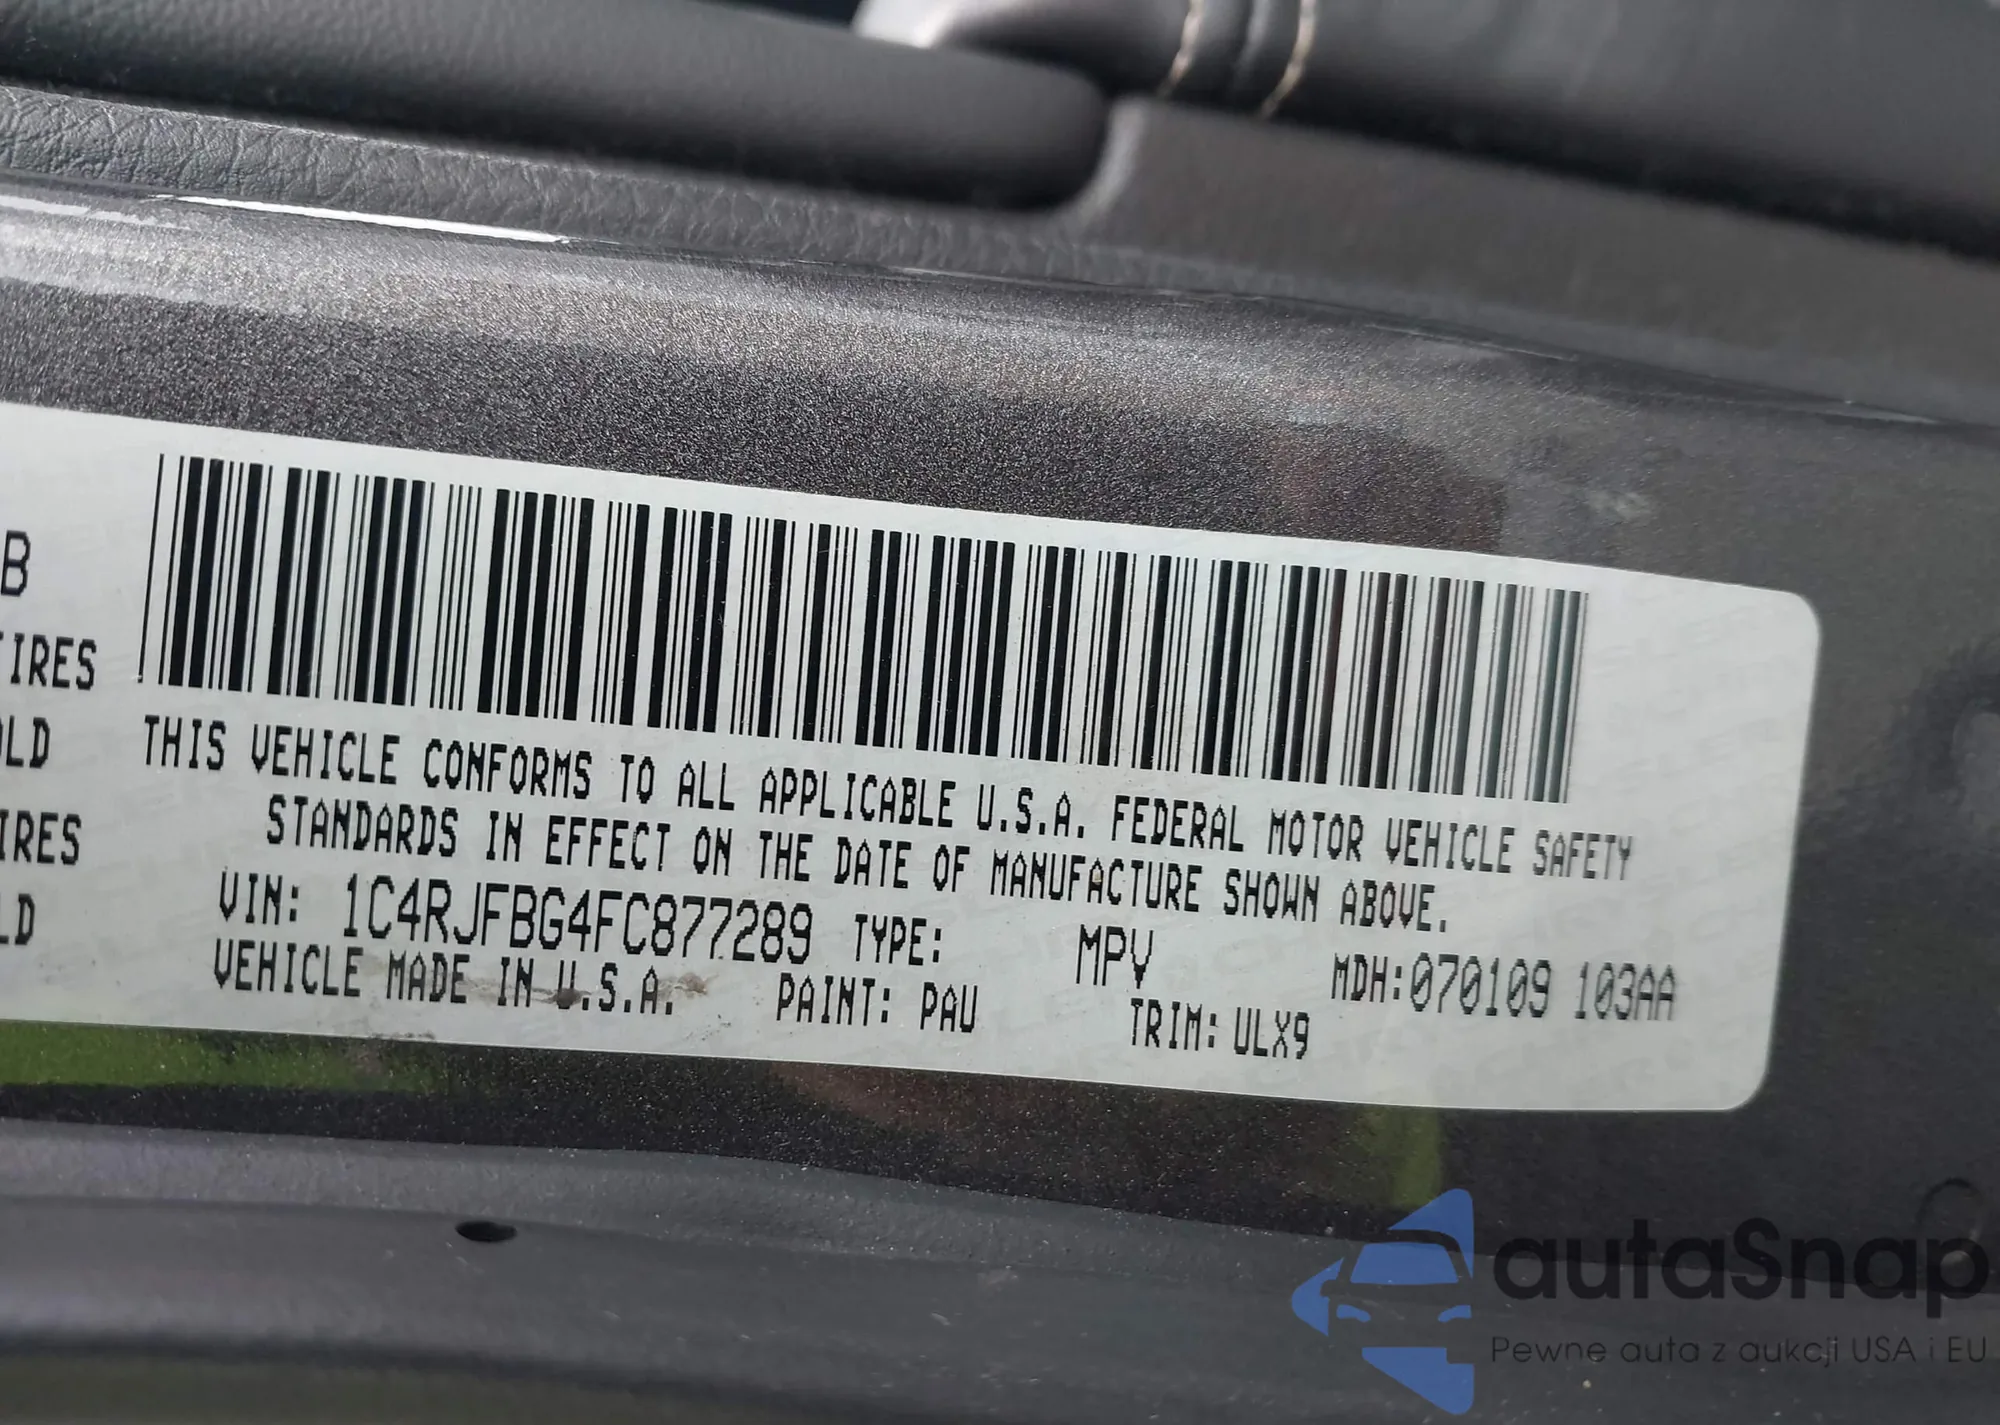 B
IRES
OLD
IRES
LD
THIS VEHICLE CONFORMS TO ALL APPLICABLE U.S.A. FEDERAL MOTOR VEHICLE SAFETY
STANDARDS IN EFFECT ON THE DATE OF MANUFACTURE SHOWN ABOVE.
VIN: 1C4RJFBG4FC877289 TYPE: MPV MDH:070109 103AA
VEHICLE MADE IN U.S.A. PAINT: PAU TRIM: ULX9
autaSnap
Pewne auta z aukcji USA i EU